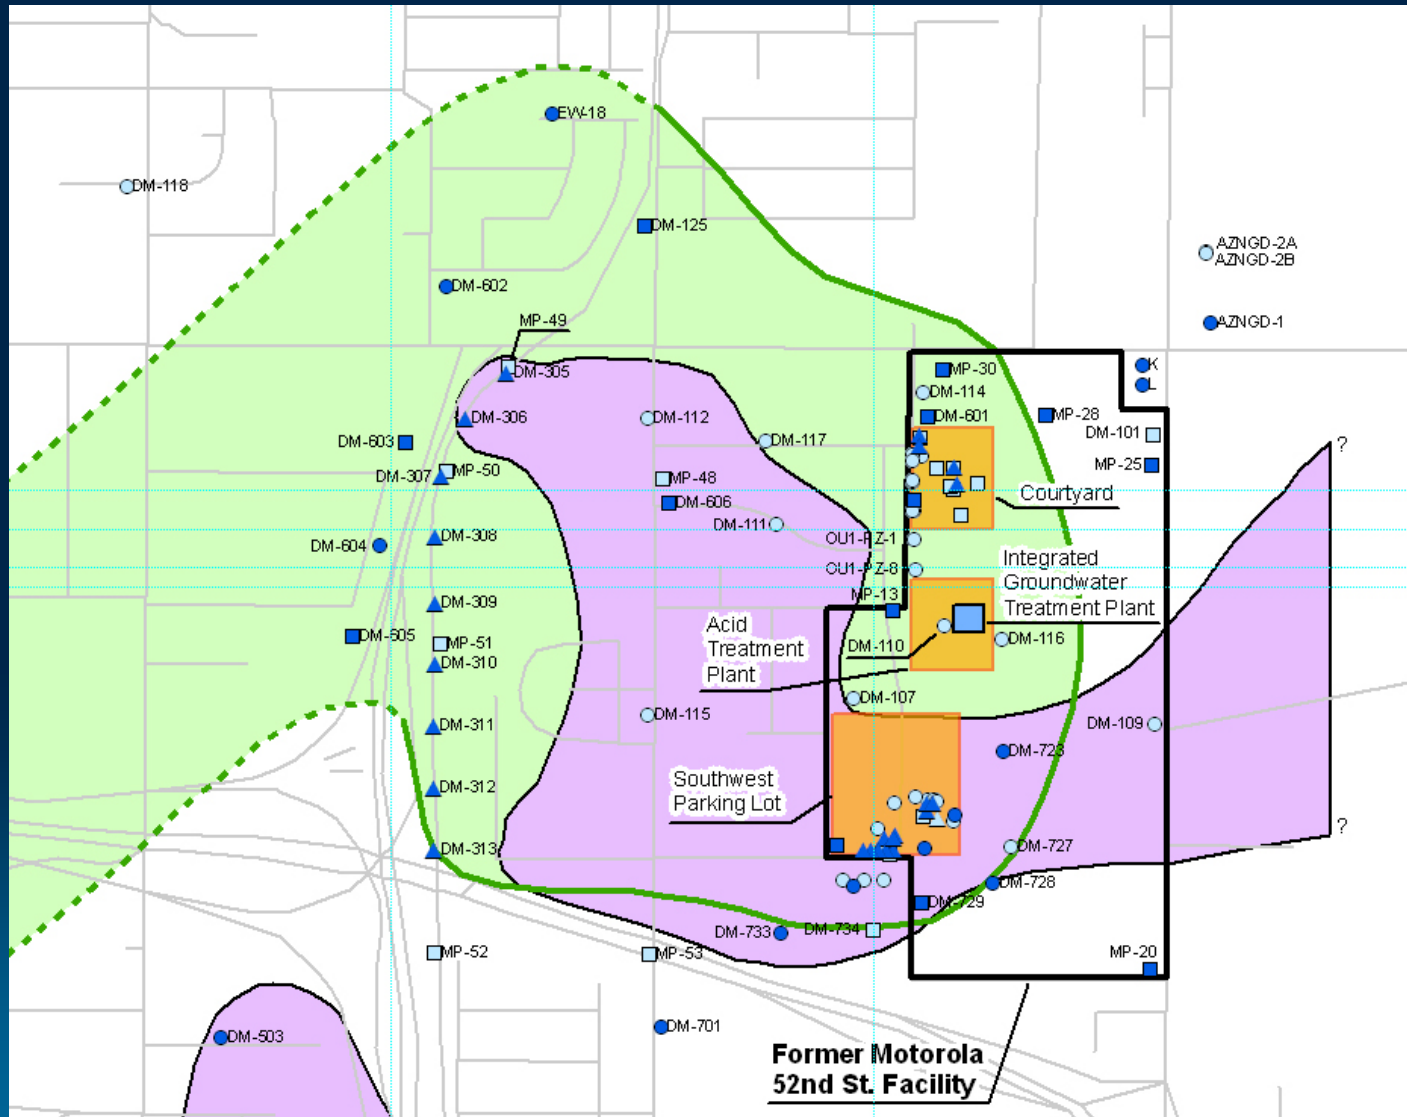 EW-18
DM-118
DM-125
AZNGD-2A
AZNGD-2B
DM-602
MP-49
AZNGD-1
DM-305
MP-30
K
L
DM-114
DM-306
DM-112
DM-601
MP-28
DM-603
DM-117
DM-101
?
DM-307
MP-50
MP-48
MP-25
DM-606
Courtyard
DM-111
DM-308
OU1-PZ-1
DM-604
OU1-PZ-8
Integrated
Groundwater
Treatment Plant
DM-309
MP-13
Acid
Treatment
Plant
DM-605
MP-51
DM-110
DM-116
DM-310
DM-107
DM-115
DM-311
DM-109
DM-723
Southwest
Parking Lot
DM-312
?
DM-313
DM-727
DM-728
DM-729
DM-733
DM-734
MP-52
MP-53
MP-20
DM-503
DM-701
Former Motorola
52nd St. Facility